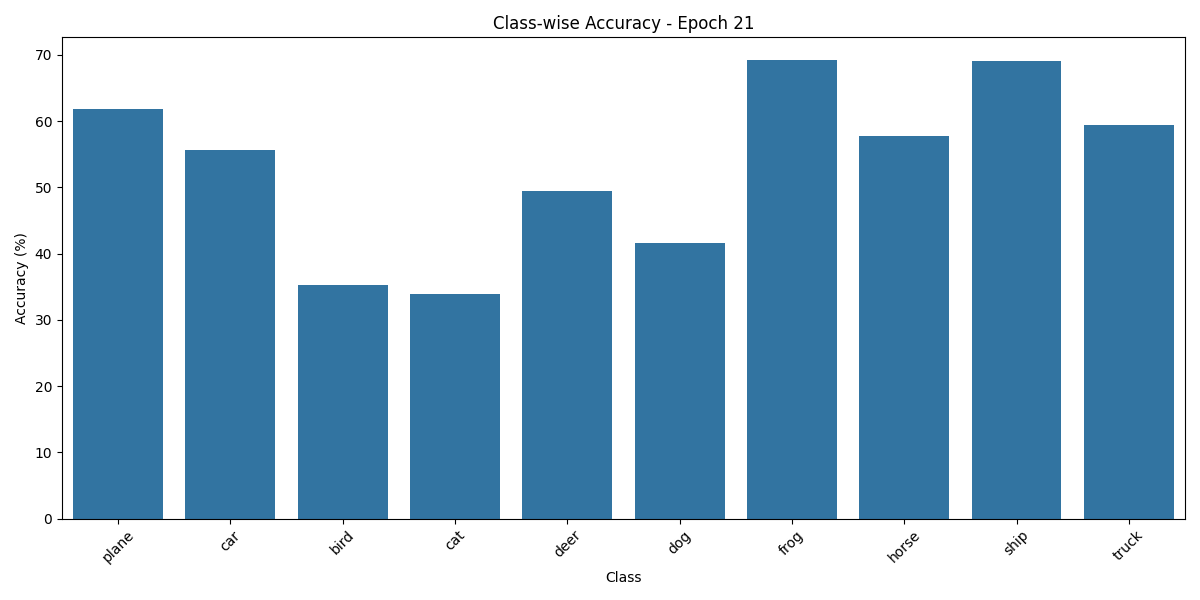 Class-wise Accuracy - Epoch 21
Accuracy (%)
70
60
50
40
30
20
10
0
plane
car
bird
cat
deer
dog
frog
horse
ship
truck
Class